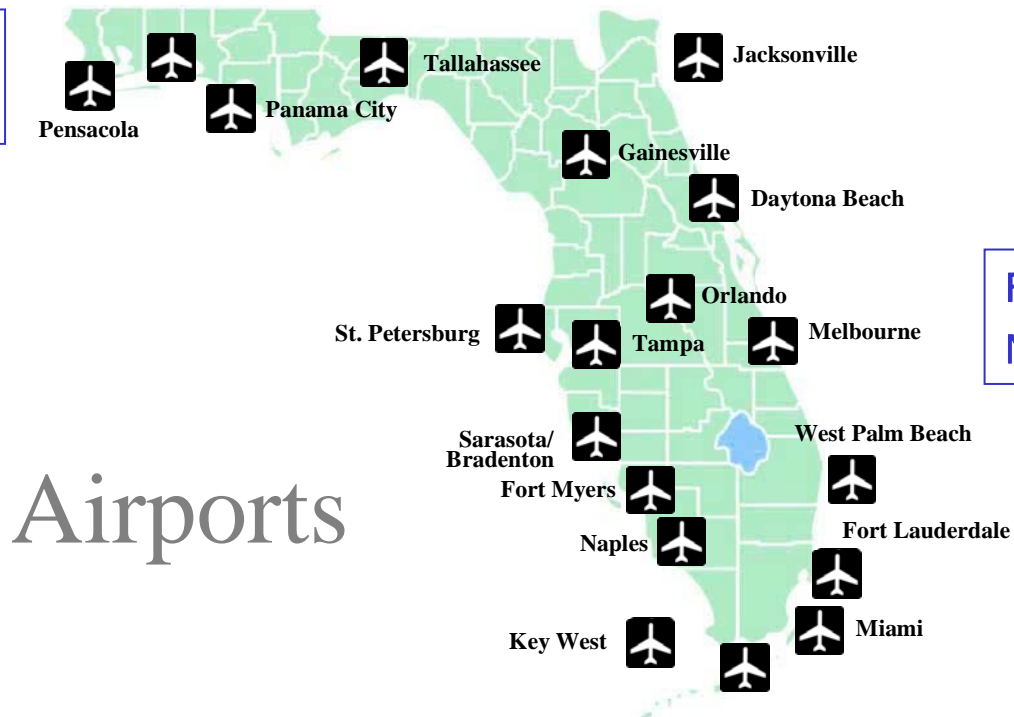 Jacksonville
Tallahassee
Panama City
Pensacola
Gainesville
Daytona Beach
Orlando
St. Petersburg
Tampa
Melbourne
Sarasota/
Bradenton
West Palm Beach
Fort Myers
Airports
Naples
Fort Lauderdale
Key West
Miami